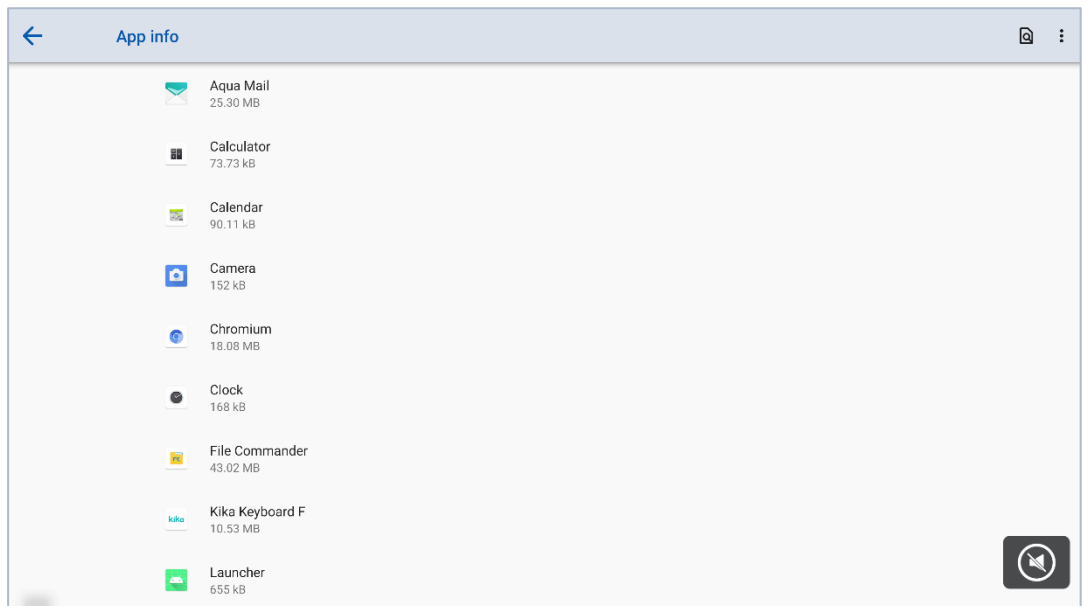 App info
Aqua Mail
25.30 MB
Calculator
73.73 kB
Calendar
90.11 kB
Camera
152 kB
Chromium
18.08 MB
Clock
168 kB
FC
File Commander
43.02 MB
kika
Kika Keyboard F
10.53 MB
Launcher
655 kB